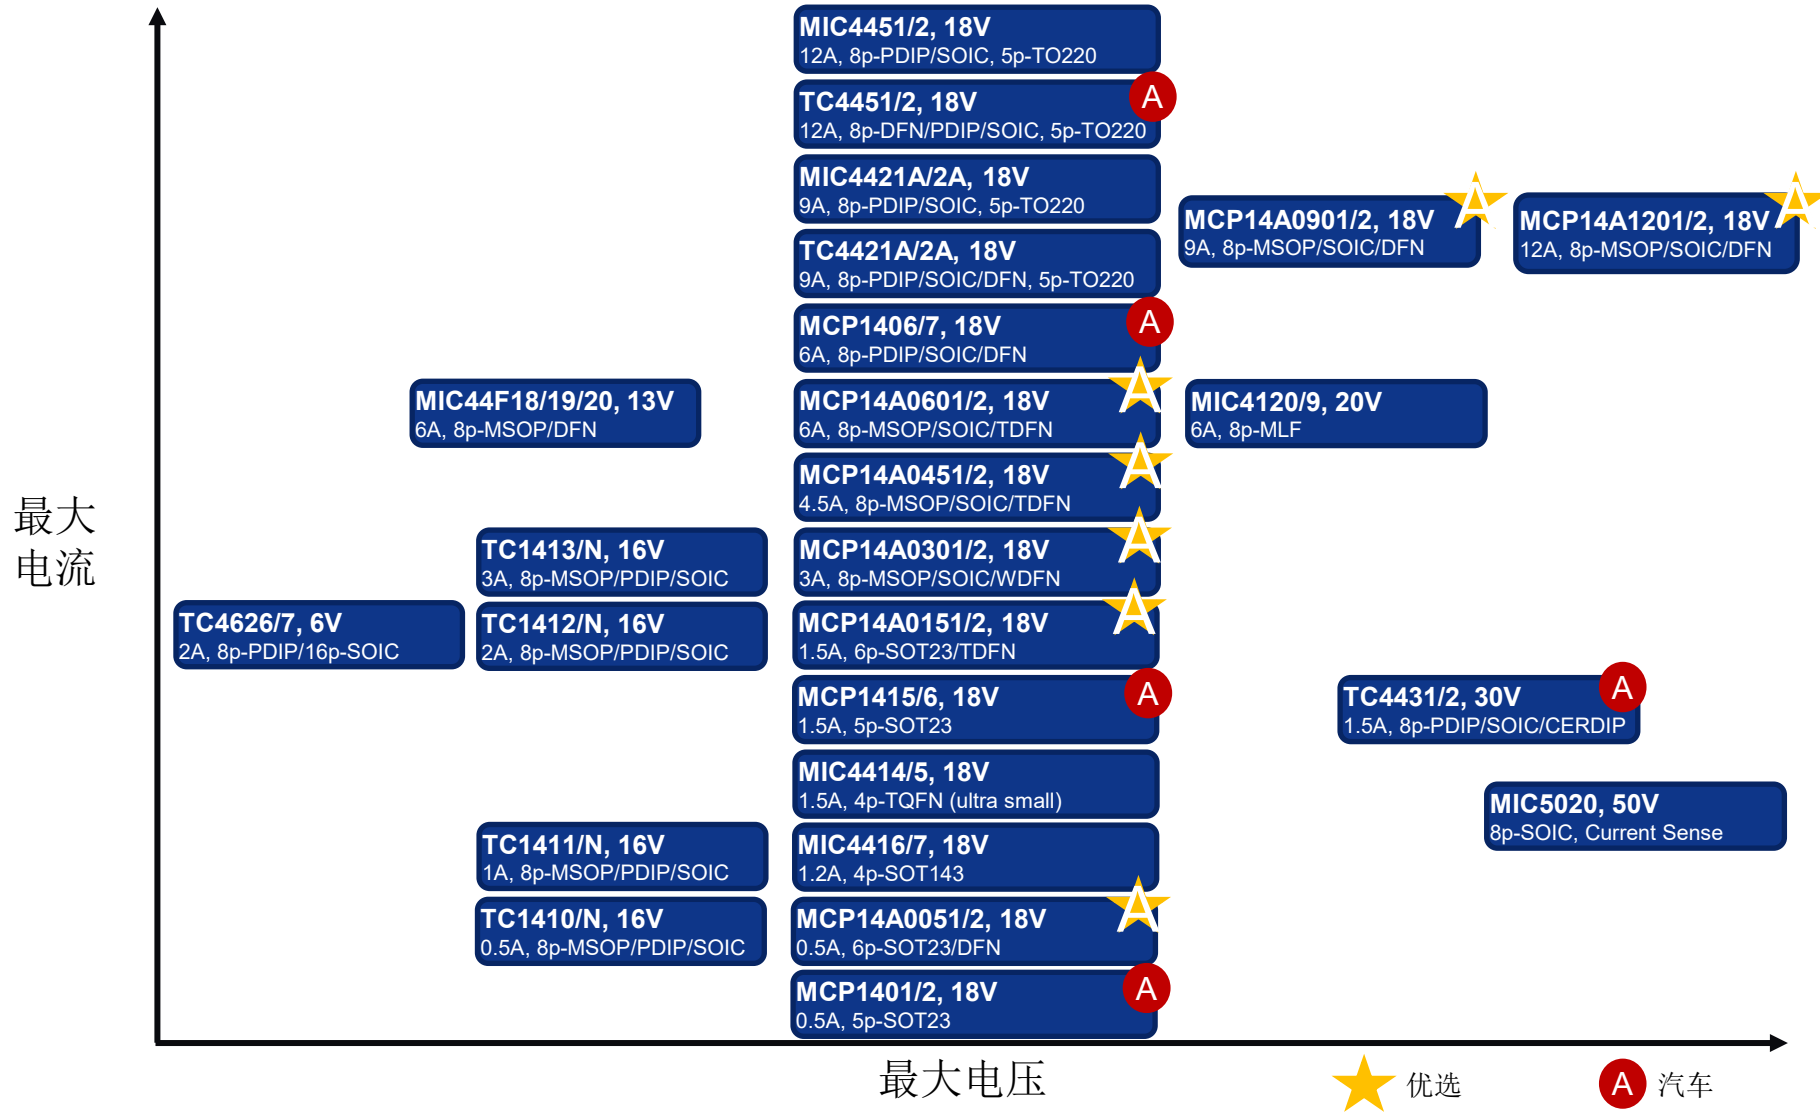 MIC4451/2, 18V
12A, 8p-PDIP/SOIC, 5p-TO220
TC4451/2, 18V
12A, 8p-DFN/PDIP/SOIC, 5p-TO220
A
MIC4421A/2A, 18V
9A, 8p-PDIP/SOIC, 5p-TO220
MCP14A0901/2, 18V
9A, 8p-MSOP/SOIC/DFN
A
MCP14A1201/2, 18V
12A, 8p-MSOP/SOIC/DFN
A
TC4421A/2A, 18V
9A, 8p-PDIP/SOIC/DFN, 5p-TO220
MCP1406/7, 18V
6A, 8p-PDIP/SOIC/DFN
A
MIC44F18/19/20, 13V
6A, 8p-MSOP/DFN
MCP14A0601/2, 18V
6A, 8p-MSOP/SOIC/TDFN
A
MIC4120/9, 20V
6A, 8p-MLF
MCP14A0451/2, 18V
4.5A, 8p-MSOP/SOIC/TDFN
A
最大
电流
TC1413/N, 16V
3A, 8p-MSOP/PDIP/SOIC
MCP14A0301/2, 18V
3A, 8p-MSOP/SOIC/WDFN
A
TC4626/7, 6V
2A, 8p-PDIP/16p-SOIC
TC1412/N, 16V
2A, 8p-MSOP/PDIP/SOIC
MCP14A0151/2, 18V
1.5A, 6p-SOT23/TDFN
A
MCP1415/6, 18V
1.5A, 5p-SOT23
A
TC4431/2, 30V
1.5A, 8p-PDIP/SOIC/CERDIP
A
MIC4414/5, 18V
1.5A, 4p-TQFN (ultra small)
MIC5020, 50V
8p-SOIC, Current Sense
TC1411/N, 16V
1A, 8p-MSOP/PDIP/SOIC
MIC4416/7, 18V
1.2A, 4p-SOT143
TC1410/N, 16V
0.5A, 8p-MSOP/PDIP/SOIC
MCP14A0051/2, 18V
0.5A, 6p-SOT23/DFN
A
MCP1401/2, 18V
0.5A, 5p-SOT23
A
最大电压
优选
A 汽车